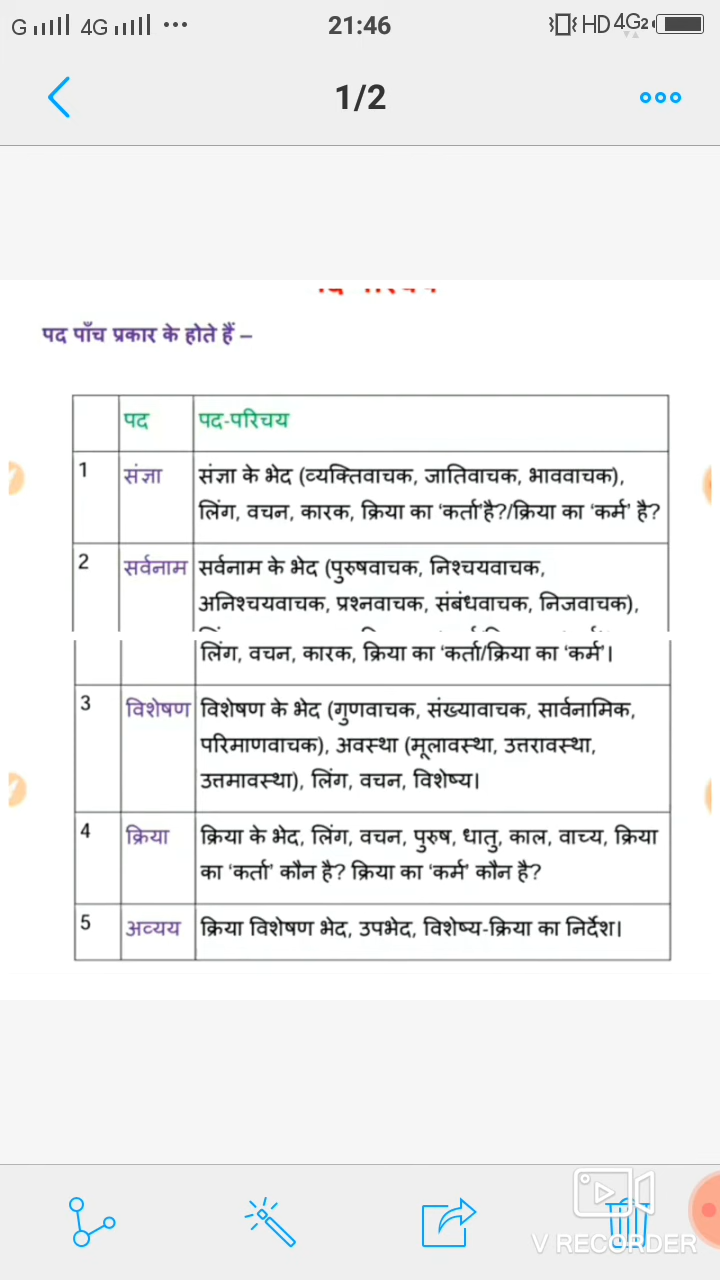 G 4G 21:46 HD 4G2
1/2
पद पाँच प्रकार के होते हैं –
पद पद-परिचय
1 संज्ञा संज्ञा के भेद (व्यक्तिवाचक, जातिवाचक, भाववाचक),
लिंग, वचन, कारक, क्रिया का ‘कर्ता’है?/क्रिया का ‘कर्म’ है?
2 सर्वनाम सर्वनाम के भेद (पुरुषवाचक, निश्चयवाचक,
अनिश्चयवाचक, प्रश्नवाचक, संबंधवाचक, निजवाचक),
लिंग, वचन, कारक, क्रिया का ‘कर्ता/क्रिया का ‘कर्म’।
3 विशेषण विशेषण के भेद (गुणवाचक, संख्यावाचक, सार्वनामिक,
परिमाणवाचक), अवस्था (मूलावस्था, उत्तरावस्था,
उत्तमावस्था), लिंग, वचन, विशेष्य।
4 क्रिया क्रिया के भेद, लिंग, वचन, पुरुष, धातु, काल, वाच्य, क्रिया
का ‘कर्ता’ कौन है? क्रिया का ‘कर्म’ कौन है?
5 अव्यय क्रिया विशेषण भेद, उपभेद, विशेष्य-क्रिया का निर्देश।
V RECORDER